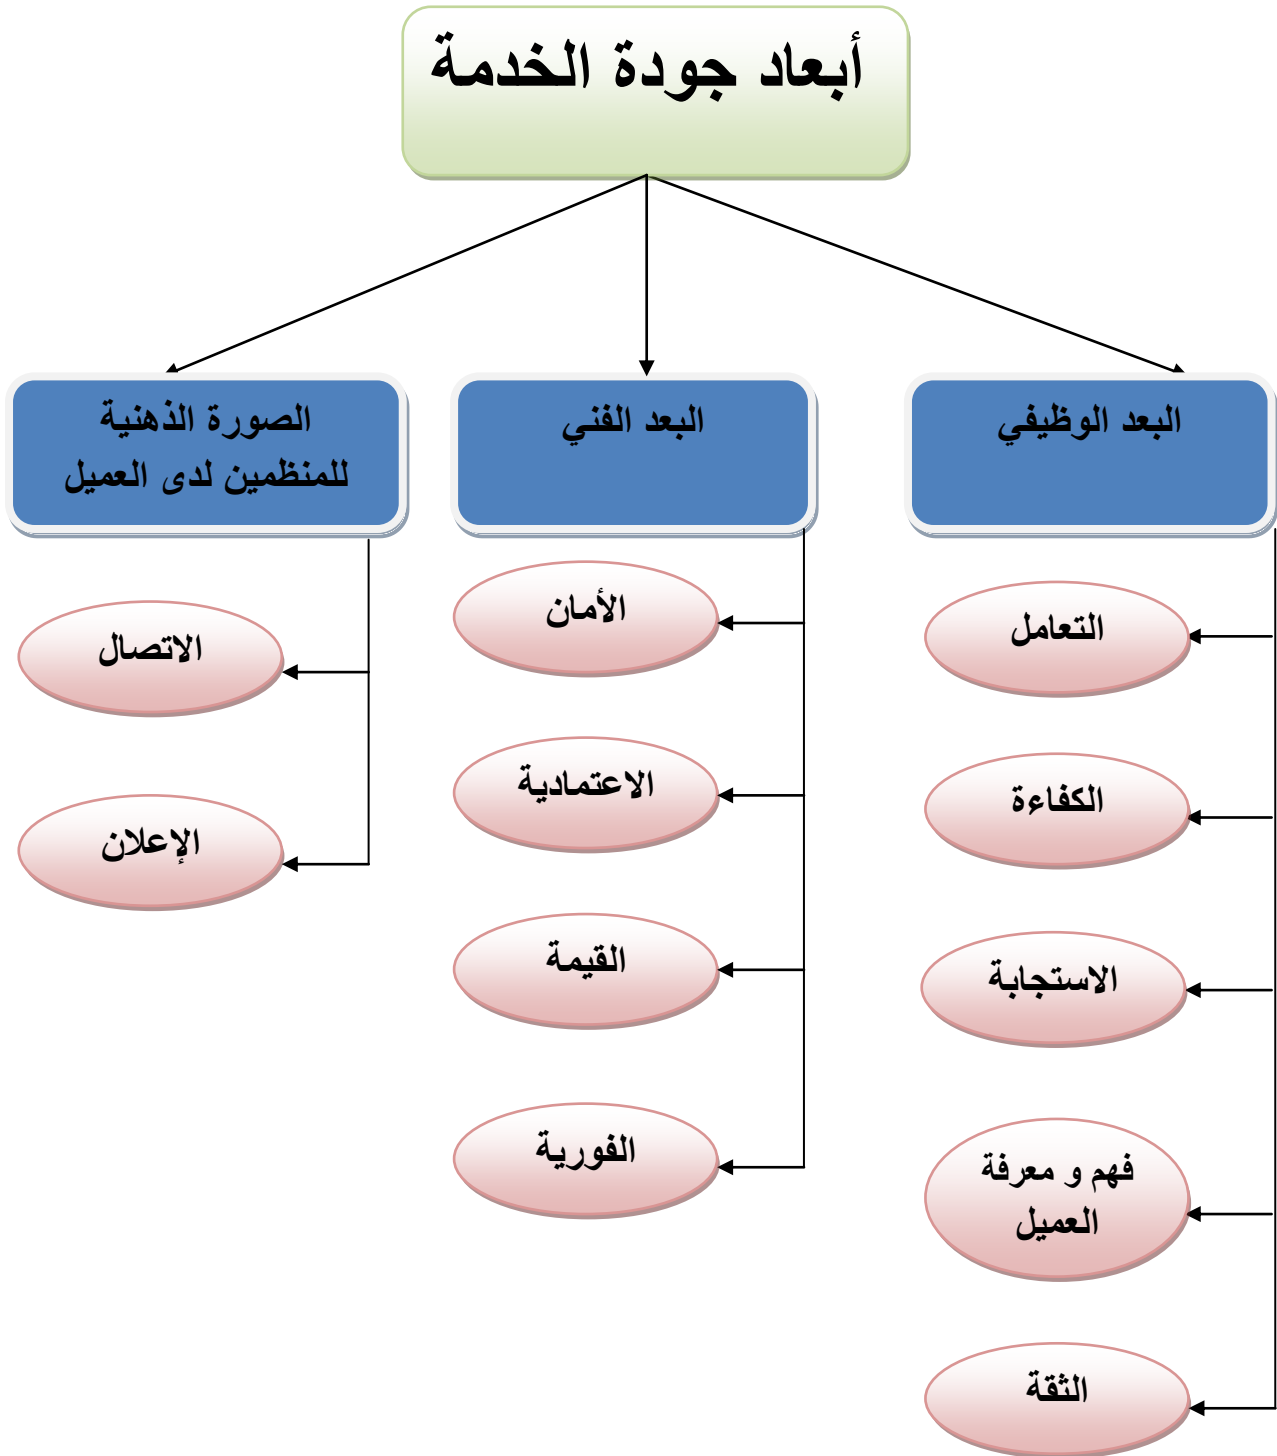 أبعاد جودة الخدمة
البعد الوظيفي
البعد الفني
الصورة الذهنية
للمنظمين لدى العميل
التعامل
الكفاءة
الاستجابة
فهم و معرفة
العميل
الثقة
الأمان
الاعتمادية
القيمة
الفورية
الاتصال
الإعلان